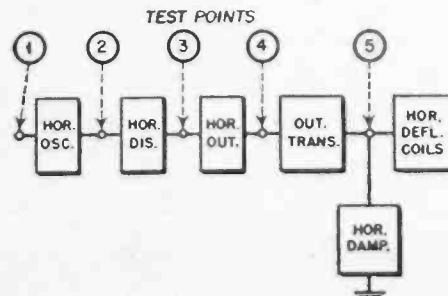 TEST POINTS
1 2 3 4 5
HOR.
OSC.
HOR.
DIS.
HOR.
OUT.
OUT.
TRANS.
HOR.
DEFL.
COILS
HOR.
DAMP.